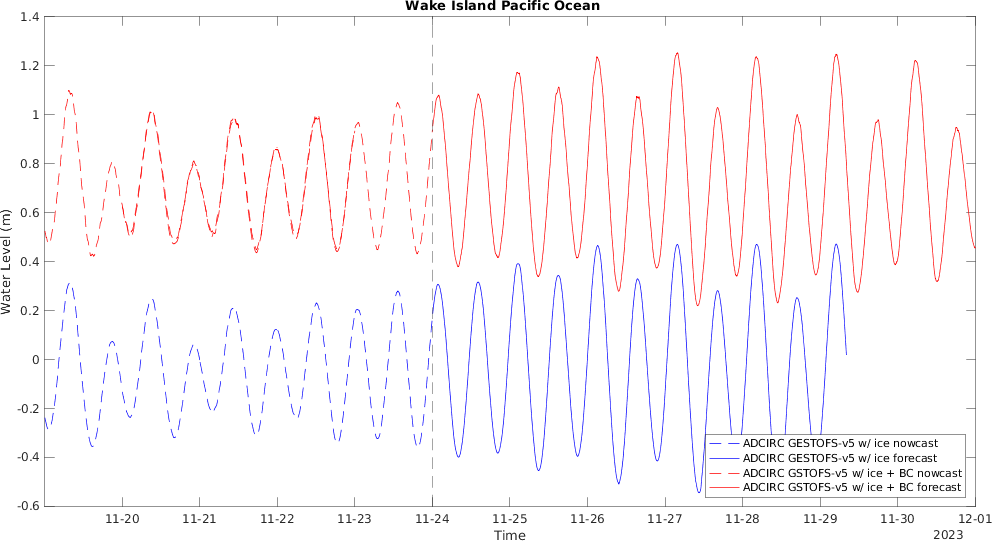 Wake Island Pacific Ocean
1.4
1.2
1
0.8
0.6
0.4
0.2
0
-0.2
-0.4
-0.6
Water Level (m)
ADCIRC GESTOFS-v5 w/ ice nowcast
ADCIRC GESTOFS-v5 w/ ice forecast
ADCIRC GSTOFS-v5 w/ ice + BC nowcast
ADCIRC GSTOFS-v5 w/ ice + BC forecast
11-20 11-21 11-22 11-23 11-24 11-25 11-26 11-27 11-28 11-29 11-30 12-01
Time
2023